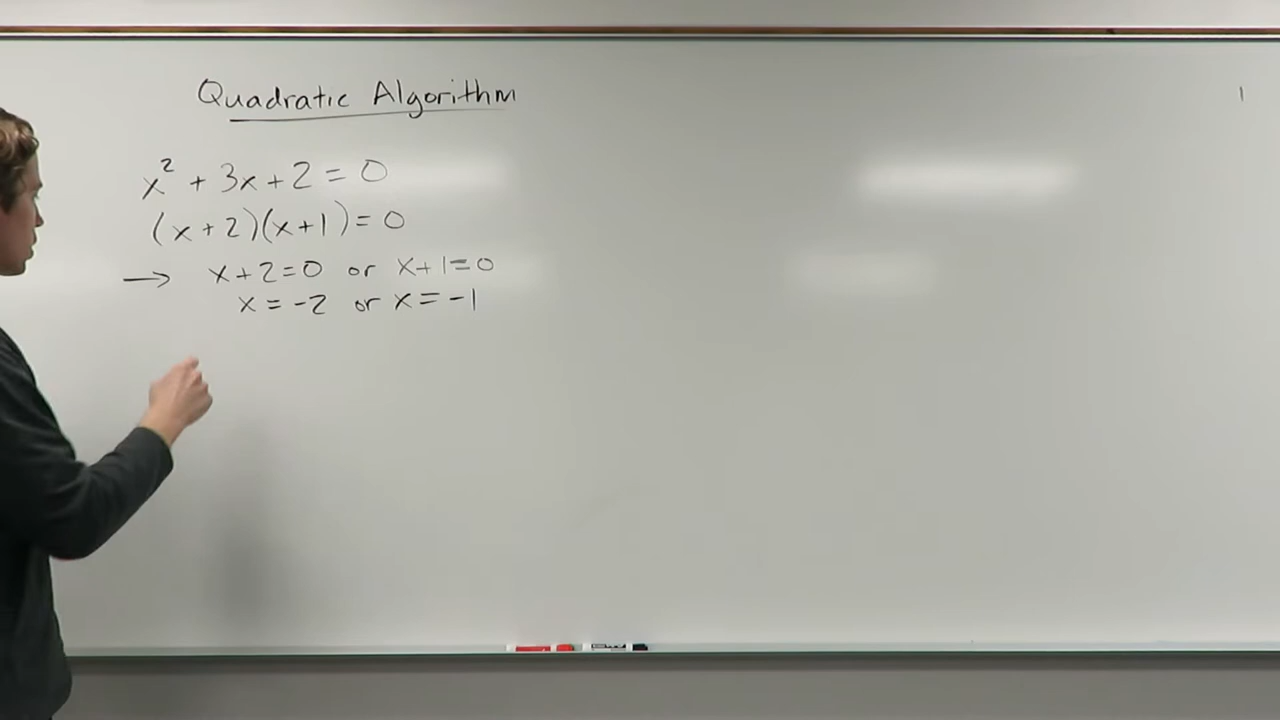 Quadratic Algorithm
1
x² + 3x + 2 = 0
(x + 2)(x + 1) = 0
→ x + 2 = 0 or x + 1 = 0
x = -2 or x = -1